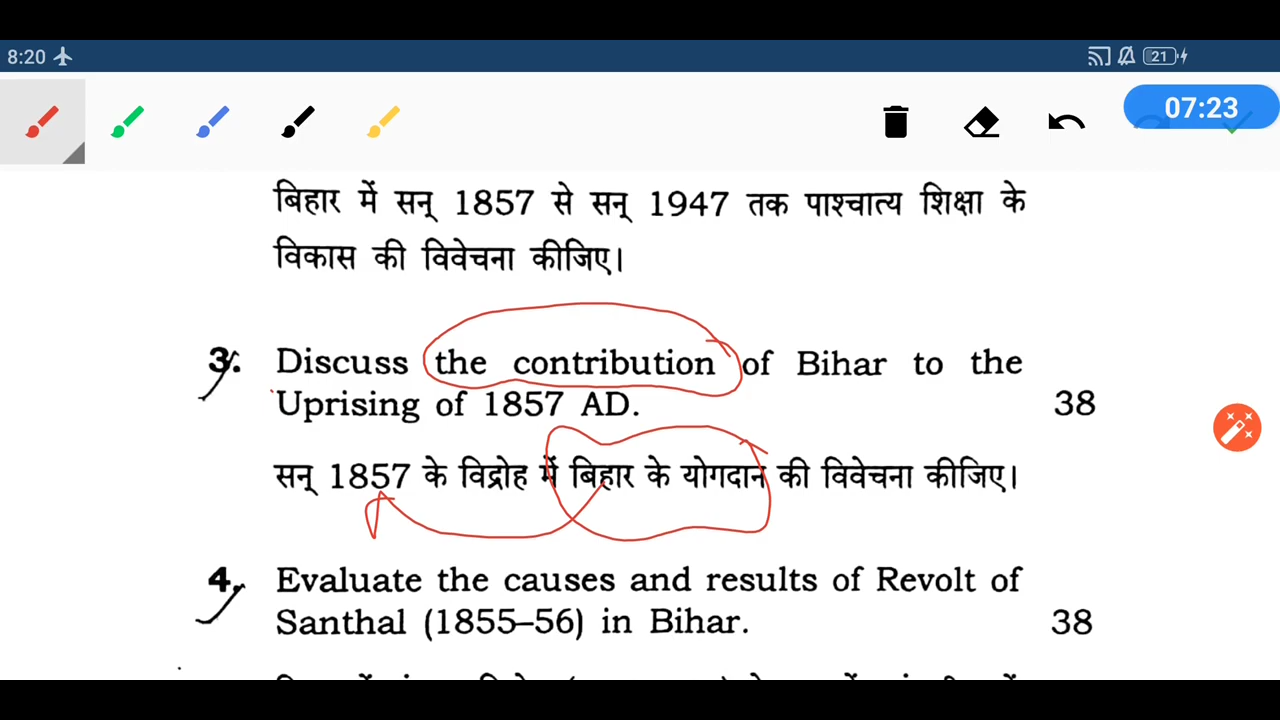 8:20
21
07:23
बिहार में सन् 1857 से सन् 1947 तक पाश्चात्य शिक्षा के
विकास की विवेचना कीजिए।
3. Discuss the contribution of Bihar to the
Uprising of 1857 AD. 38
सन् 1857 के विद्रोह में बिहार के योगदान की विवेचना कीजिए।
4. Evaluate the causes and results of Revolt of
Santhal (1855–56) in Bihar. 38